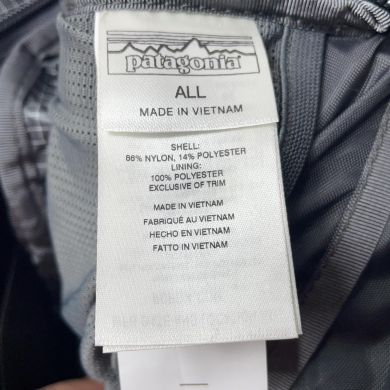 patagonia
ALL
MADE IN VIETNAM
SHELL:
86% NYLON, 14% POLYESTER
LINING:
100% POLYESTER
EXCLUSIVE OF TRIM
MADE IN VIETNAM
FABRIQUÉ AU VIETNAM
HECHO EN VIETNAM
FATTO IN VIETNAM